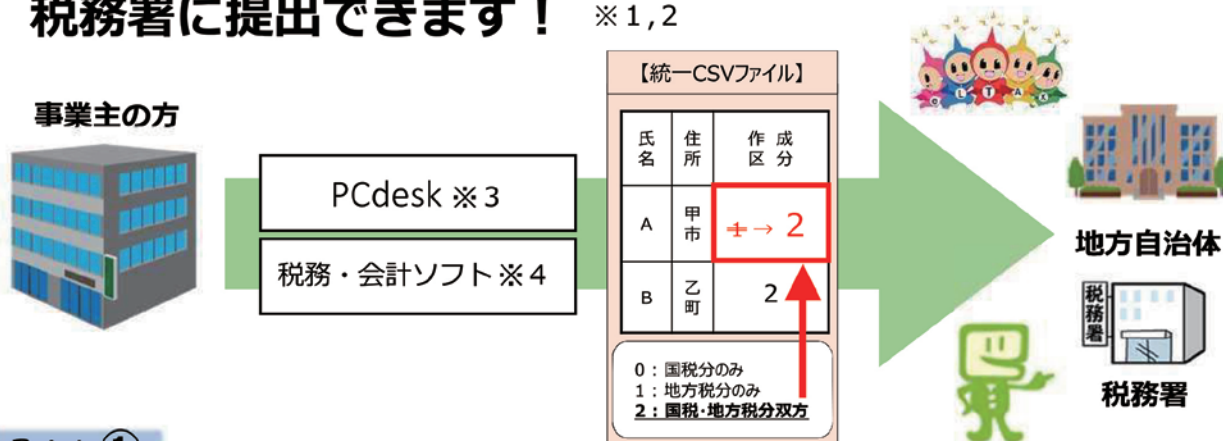 税務署に提出できます！ ※1,2
【統一CSVファイル】
事業主の方
氏名 住所 作成区分
PCdesk ※3
A 甲市 1 → 2
税務・会計ソフト※4
B 乙町 2
0：国税分のみ
1：地方税分のみ
2：国税・地方税分双方
eLTAX
地方自治体
税務署
税務署
①